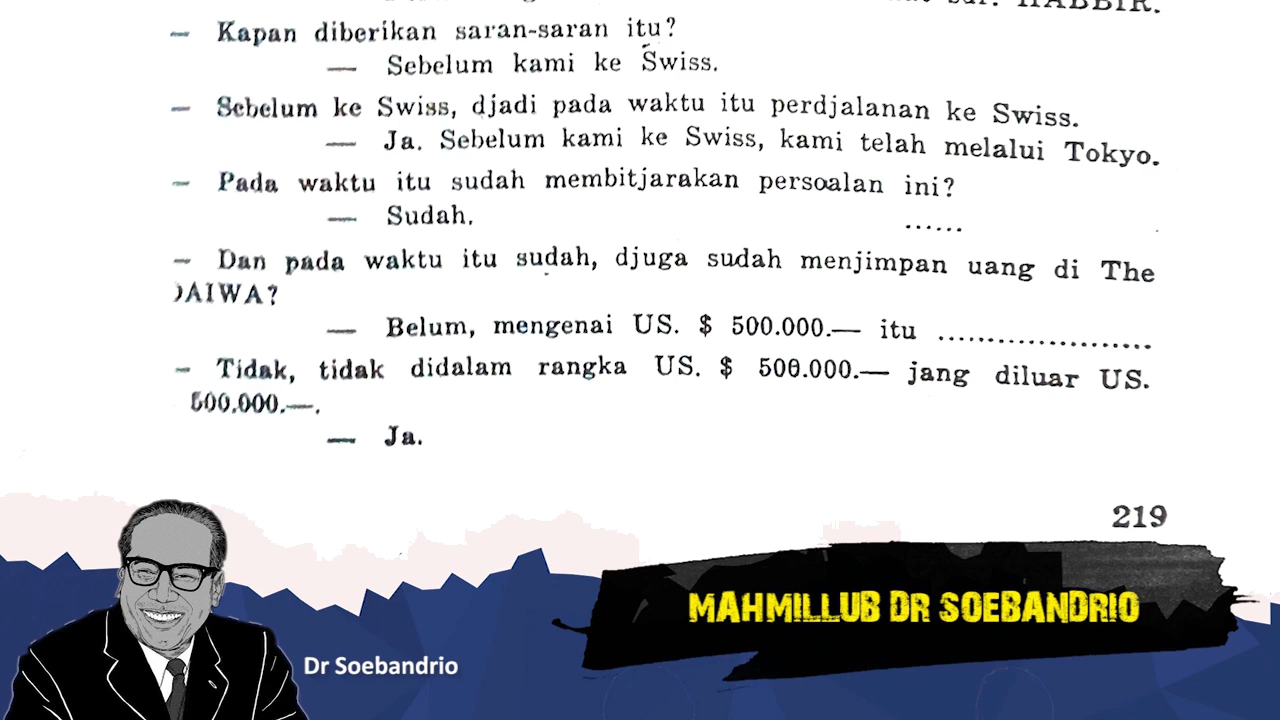 HABBIR.
— Kapan diberikan saran-saran itu?
— Sebelum kami ke Swiss.
— Sebelum ke Swiss, djadi pada waktu itu perdjalanan ke Swiss.
— Ja. Sebelum kami ke Swiss, kami telah melalui Tokyo.
— Pada waktu itu sudah membitjarakan persoalan ini?
— Sudah. ......
— Dan pada waktu itu sudah, djuga sudah menjimpan uang di The
DAIWA?
— Belum, mengenai US. $ 500.000.— itu ......................
— Tidak, tidak didalam rangka US. $ 500.000.— jang diluar US.
500.000.—.
— Ja.
219
MAHMILLUB DR SOEBANDRIO
Dr Soebandrio